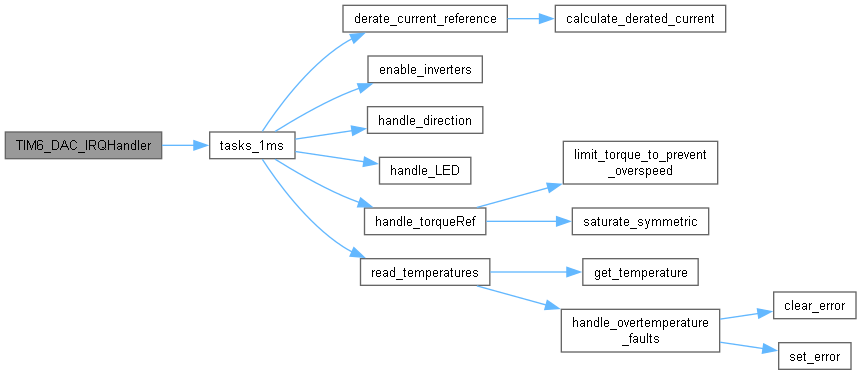 derate_current_reference
calculate_derated_current
enable_inverters
handle_direction
TIM6_DAC_IRQHandler
tasks_1ms
limit_torque_to_prevent
_overspeed
handle_LED
handle_torqueRef
saturate_symmetric
read_temperatures
get_temperature
handle_overtemperature
_faults
clear_error
set_error